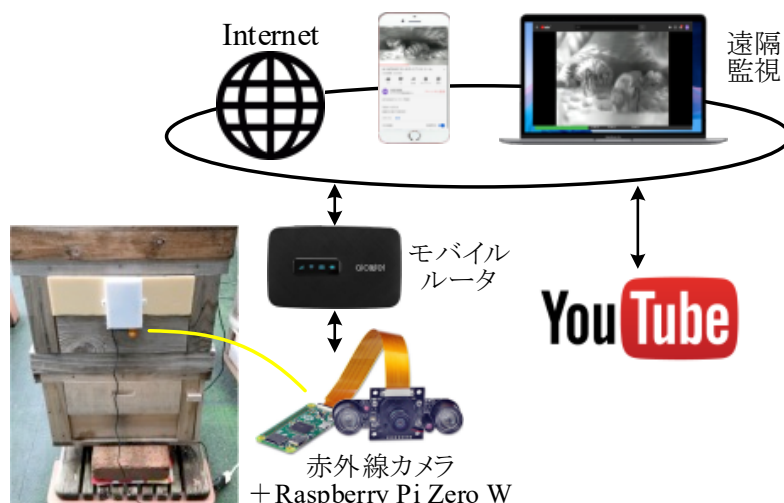 Internet
遠隔
監視
モバイル
ルータ
YouTube
赤外線カメラ
＋Raspberry Pi Zero W